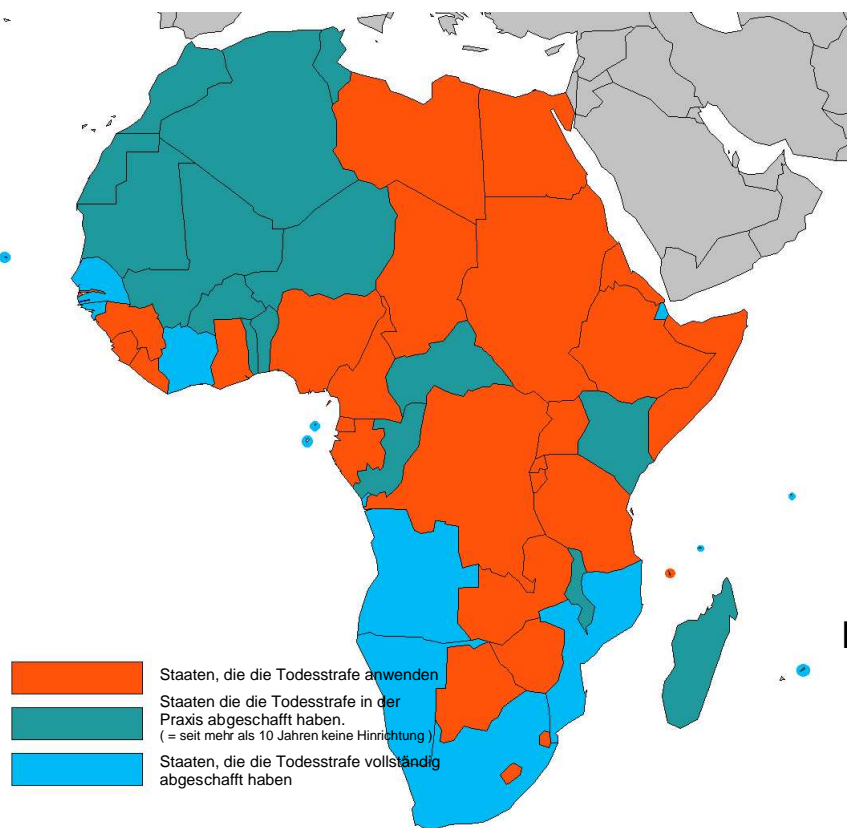 Staaten, die die Todesstrafe anwenden
Staaten die die Todesstrafe in der
Praxis abgeschafft haben.
( = seit mehr als 10 Jahren keine Hinrichtung )
Staaten, die die Todesstrafe vollständig
abgeschafft haben